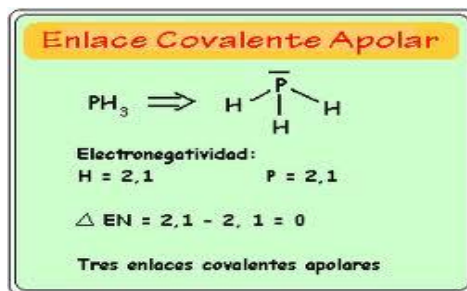 Enlace Covalente Apolar
PH₃ ⇒ H P H
H
Electronegatividad:
H = 2,1 P = 2,1
△ EN = 2,1 - 2, 1 = 0
Tres enlaces covalentes apolares